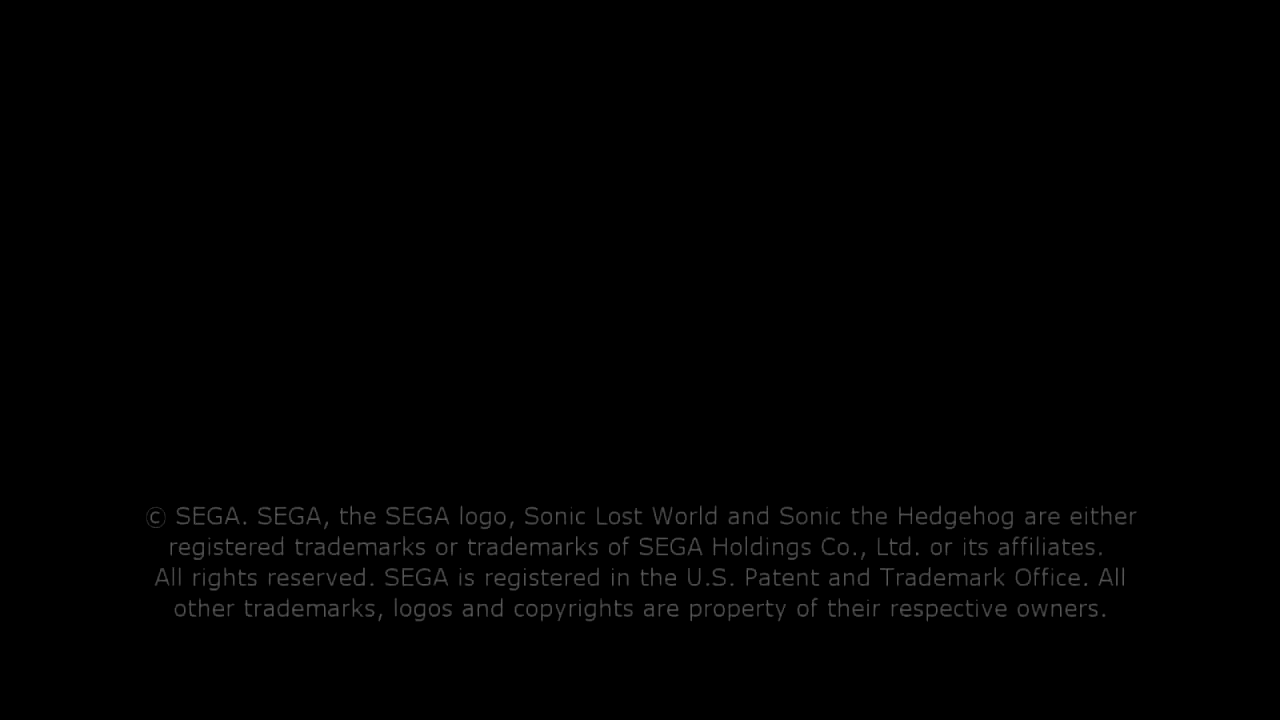 © SEGA. SEGA, the SEGA logo, Sonic Lost World and Sonic the Hedgehog are either
registered trademarks or trademarks of SEGA Holdings Co., Ltd. or its affiliates.
All rights reserved. SEGA is registered in the U.S. Patent and Trademark Office. All
other trademarks, logos and copyrights are property of their respective owners.